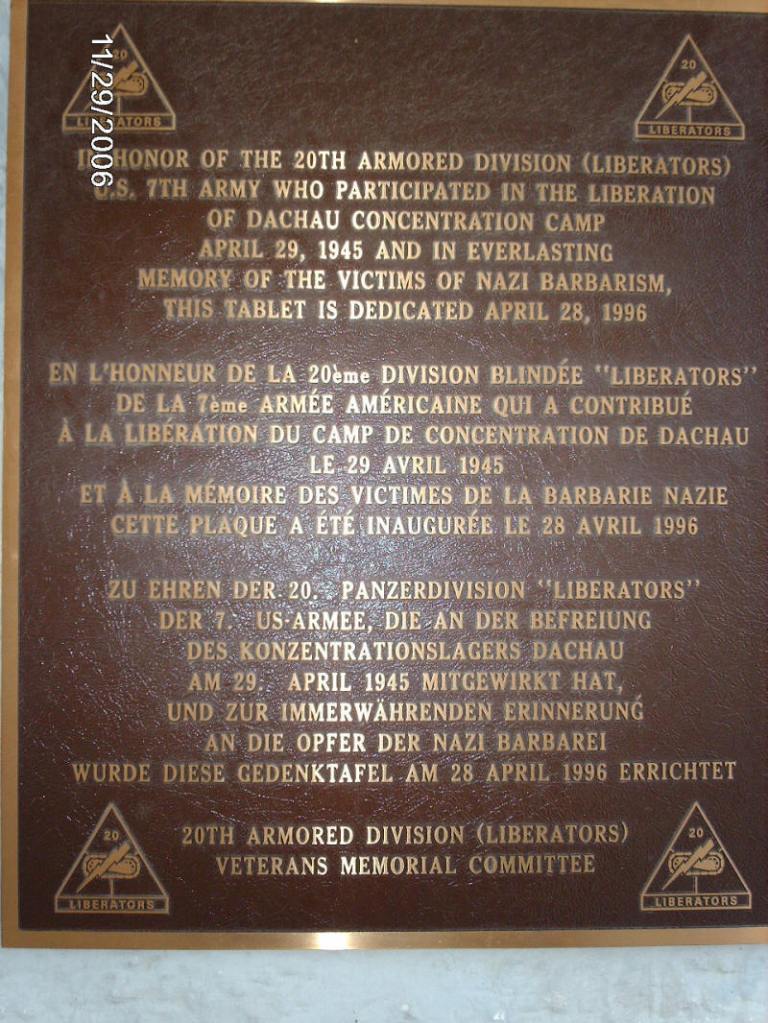 11/29/2006
20
LIBERATORS
20
LIBERATORS
IN HONOR OF THE 20TH ARMORED DIVISION (LIBERATORS)
U.S. 7TH ARMY WHO PARTICIPATED IN THE LIBERATION
OF DACHAU CONCENTRATION CAMP
APRIL 29, 1945 AND IN EVERLASTING
MEMORY OF THE VICTIMS OF NAZI BARBARISM,
THIS TABLET IS DEDICATED APRIL 28, 1996
EN L'HONNEUR DE LA 20ème DIVISION BLINDÉE "LIBERATORS"
DE LA 7ème ARMÉE AMÉRICAINE QUI A CONTRIBUÉ
À LA LIBÉRATION DU CAMP DE CONCENTRATION DE DACHAU
LE 29 AVRIL 1945
ET À LA MÉMOIRE DES VICTIMES DE LA BARBARIE NAZIE
CETTE PLAQUE A ÉTÉ INAUGURÉE LE 28 AVRIL 1996
ZU EHREN DER 20. PANZERDIVISION "LIBERATORS"
DER 7. US-ARMEE, DIE AN DER BEFREIUNG
DES KONZENTRATIONSLAGERS DACHAU
AM 29. APRIL 1945 MITGEWIRKT HAT,
UND ZUR IMMERWÄHRENDEN ERINNERUNG
AN DIE OPFER DER NAZI BARBAREI
WURDE DIESE GEDENKTAFEL AM 28 APRIL 1996 ERRICHTET
20TH ARMORED DIVISION (LIBERATORS)
VETERANS MEMORIAL COMMITTEE
20
LIBERATORS
20
LIBERATORS